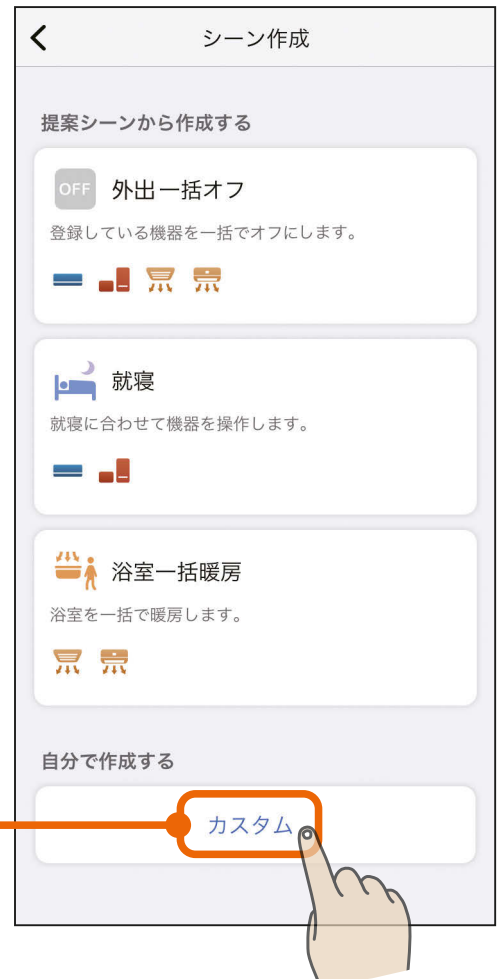 シーン作成
提案シーンから作成する
OFF 外出一括オフ
登録している機器を一括でオフにします。
就寝
就寝に合わせて機器を操作します。
浴室一括暖房
浴室を一括で暖房します。
自分で作成する
カスタム